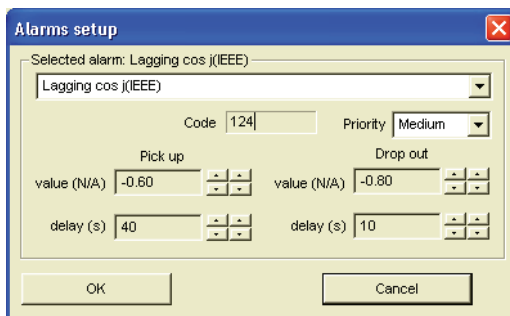 Alarms setup
Selected alarm: Lagging cos j(IEEE)
Lagging cos j(IEEE)
Code 124 Priority Medium
Pick up Drop out
value (N/A) -0.60 value (N/A) -0.80
delay (s) 40 delay (s) 10
OK Cancel